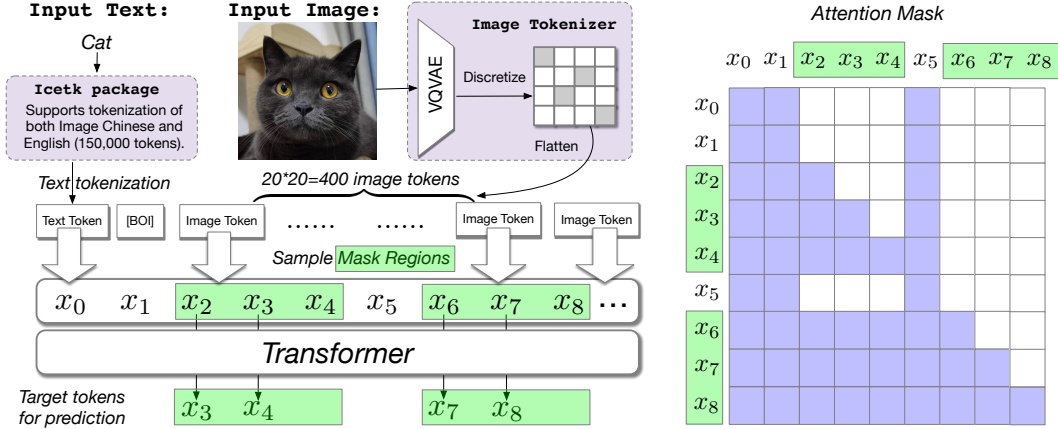 Input Text:
Input Image:
Cat
Icetk package
Supports tokenization of
both Image Chinese and
English (150,000 tokens).
Image Tokenizer
VQVAE
Discretize
Flatten
Text tokenization
20*20=400 image tokens
Text Token
[BOI]
Image Token
......
......
Image Token
Image Token
Sample Mask Regions
x0 x1 x2 x3 x4 x5 x6 x7 x8 ...
Transformer
Target tokens
for prediction
x3 x4 x7 x8
Attention Mask
x0 x1 x2 x3 x4 x5 x6 x7 x8
x0
x1
x2
x3
x4
x5
x6
x7
x8